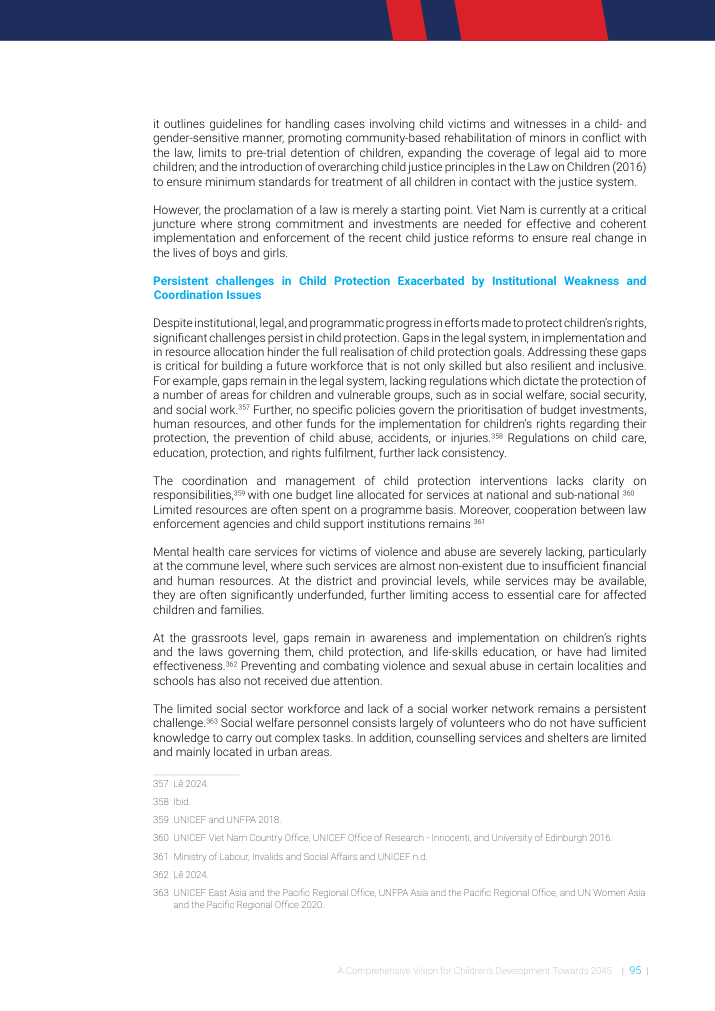 it outlines guidelines for handling cases involving child victims and witnesses in a child- and
gender-sensitive manner, promoting community-based rehabilitation of minors in conflict with
the law, limits to pre-trial detention of children, expanding the coverage of legal aid to more
children; and the introduction of overarching child justice principles in the Law on Children (2016)
to ensure minimum standards for treatment of all children in contact with the justice system.
However, the proclamation of a law is merely a starting point. Viet Nam is currently at a critical
juncture where strong commitment and investments are needed for effective and coherent
implementation and enforcement of the recent child justice reforms to ensure real change in
the lives of boys and girls.
Persistent challenges in Child Protection Exacerbated by Institutional Weakness and
Coordination Issues
Despite institutional, legal, and programmatic progress in efforts made to protect children's rights,
significant challenges persist in child protection. Gaps in the legal system, in implementation and
in resource allocation hinder the full realisation of child protection goals. Addressing these gaps
is critical for building a future workforce that is not only skilled but also resilient and inclusive.
For example, gaps remain in the legal system, lacking regulations which dictate the protection of
a number of areas for children and vulnerable groups, such as in social welfare, social security,
and social work.357 Further, no specific policies govern the prioritisation of budget investments,
human resources, and other funds for the implementation for children's rights regarding their
protection, the prevention of child abuse, accidents, or injuries.358 Regulations on child care,
education, protection, and rights fulfilment, further lack consistency.
The coordination and management of child protection interventions lacks clarity on
responsibilities,359 with one budget line allocated for services at national and sub-national 360
Limited resources are often spent on a programme basis. Moreover, cooperation between law
enforcement agencies and child support institutions remains 361
Mental health care services for victims of violence and abuse are severely lacking, particularly
at the commune level, where such services are almost non-existent due to insufficient financial
and human resources. At the district and provincial levels, while services may be available,
they are often significantly underfunded, further limiting access to essential care for affected
children and families.
At the grassroots level, gaps remain in awareness and implementation on children's rights
and the laws governing them, child protection, and life-skills education, or have had limited
effectiveness.362 Preventing and combating violence and sexual abuse in certain localities and
schools has also not received due attention.
The limited social sector workforce and lack of a social worker network remains a persistent
challenge.363 Social welfare personnel consists largely of volunteers who do not have sufficient
knowledge to carry out complex tasks. In addition, counselling services and shelters are limited
and mainly located in urban areas.
357 Lê 2024.
358 Ibid.
359 UNICEF and UNFPA 2018.
360 UNICEF Viet Nam Country Office, UNICEF Office of Research - Innocenti, and University of Edinburgh 2016.
361 Ministry of Labour, Invalids and Social Affairs and UNICEF n.d.
362 Lê 2024.
363 UNICEF East Asia and the Pacific Regional Office, UNFPA Asia and the Pacific Regional Office, and UN Women Asia
and the Pacific Regional Office 2020.
A Comprehensive Vision for Children's Development Towards 2045 | 95 |